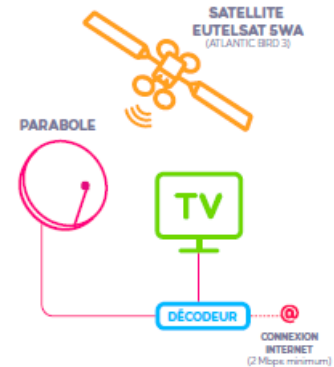 SATELLITE
EUTELSAT 5WA
(ATLANTIC BIRD 3)
PARABOLE
TV
DÉCODEUR
@
CONNEXION
INTERNET
(2 Mbps minimum)